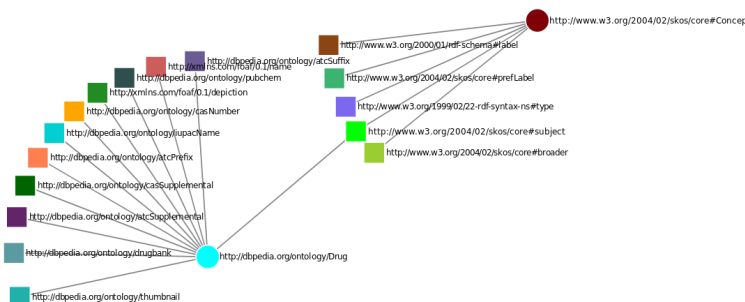 http://www.w3.org/2004/02/skos/core#Concep
http://www.w3.org/2000/01/rdf-schema#label
http://dbpedia.org/ontology/atcSuffix
http://xmlns.com/foaf/0.1/name
http://dbpedia.org/ontology/pubchem
http://www.w3.org/2004/02/skos/core#prefLabel
http://xmlns.com/foaf/0.1/depiction
http://www.w3.org/1999/02/22-rdf-syntax-ns#type
http://dbpedia.org/ontology/casNumber
http://www.w3.org/2004/02/skos/core#subject
http://dbpedia.org/ontology/iupacName
http://www.w3.org/2004/02/skos/core#broader
http://dbpedia.org/ontology/atcPrefix
http://dbpedia.org/ontology/casSupplemental
http://dbpedia.org/ontology/atcSupplemental
http://dbpedia.org/ontology/drugbank
http://dbpedia.org/ontology/Drug
http://dbpedia.org/ontology/thumbnail